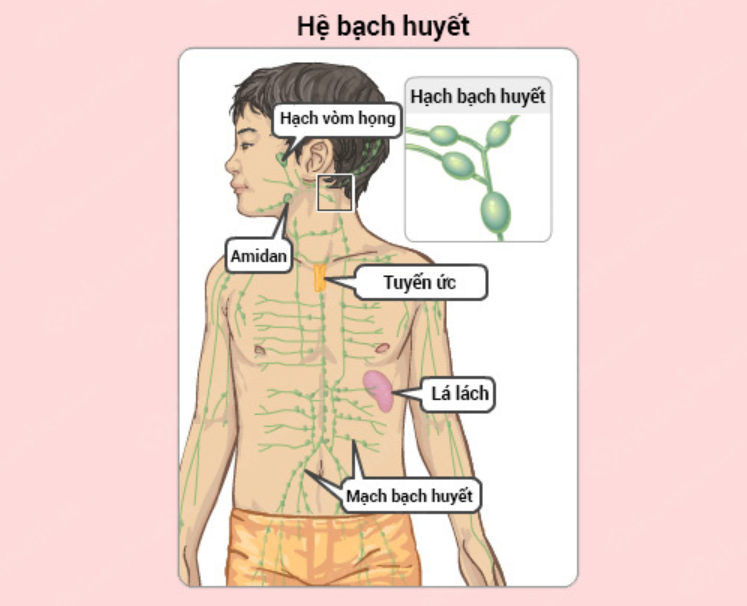 Hệ bạch huyết
Hạch bạch huyết
Hạch vòm họng
Amidan
Tuyến ức
Lá lách
Mạch bạch huyết